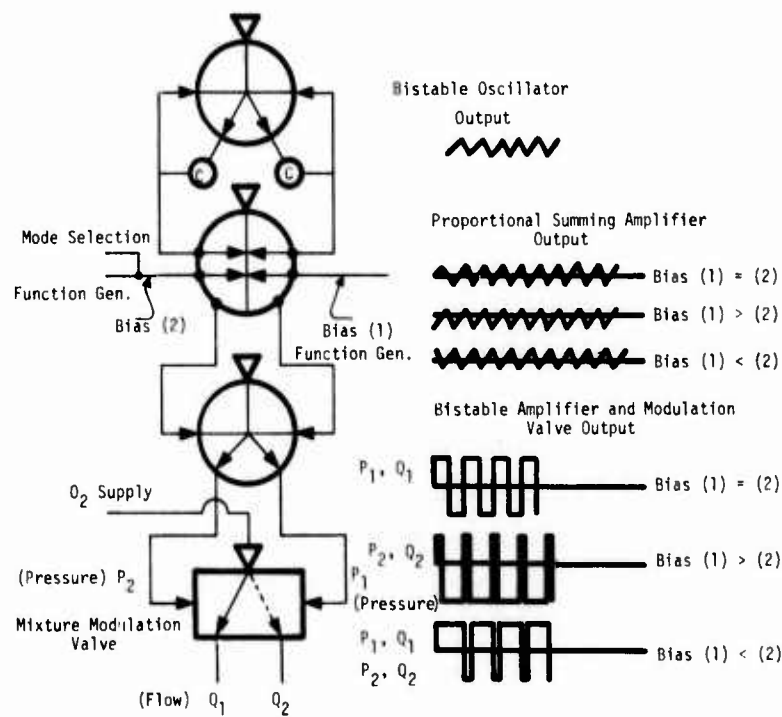 Bistable Oscillator
Output
C
C
Proportional Summing Amplifier
Output
Mode Selection
Function Gen.
Bias (2)
Bias (1)
Function Gen.
Bias (1) = (2)
Bias (1) > (2)
Bias (1) < (2)
Bistable Amplifier and Modulation
Valve Output
P1, Q1
Bias (1) = (2)
O2 Supply
P2, Q2
Bias (1) > (2)
(Pressure) P2
P1
(Pressure)
Mixture Modulation
Valve
P1, Q1
P2, Q2
Bias (1) < (2)
(Flow) Q1 Q2